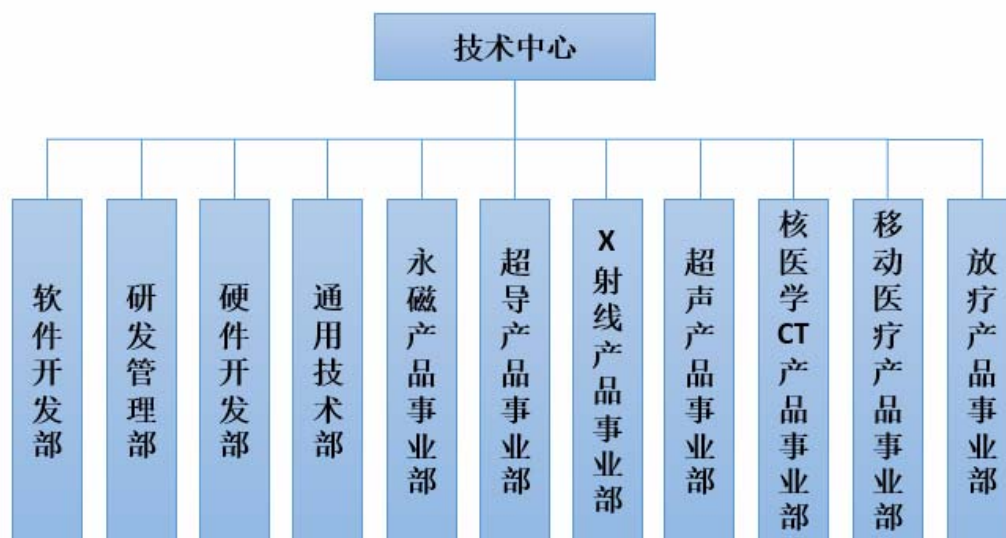 技术中心
软件开发部
研发管理部
硬件开发部
通用技术部
永磁产品事业部
超导产品事业部
X射线产品事业部
超声产品事业部
核医学CT产品事业部
移动医疗产品事业部
放疗产品事业部